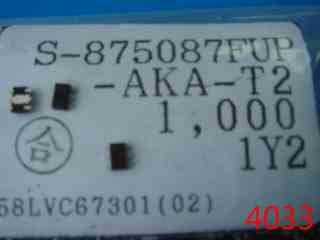 S-875087FUP
-AKA-T2
1,000
合
1Y2
58LVC67301(02)
4033